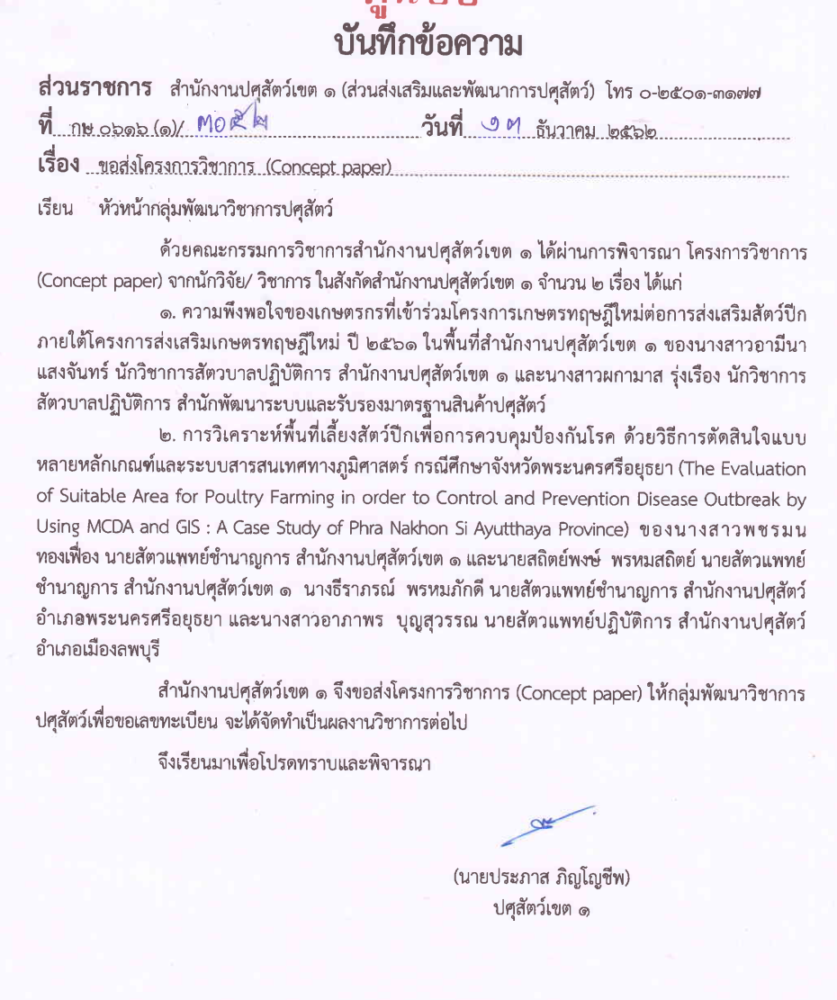 บันทึกข้อความ
ส่วนราชการ สำนักงานปศุสัตว์เขต ๑ (ส่วนส่งเสริมและพัฒนาการปศุสัตว์) โทร ๐-๒๕๐๑-๓๑๗๗
ที่ กษ ๐๖๑๖ (๑)/ ๓๐๕๒ วันที่ ๑๓ ธันวาคม ๒๕๖๒
เรื่อง ขอส่งโครงการวิชาการ (Concept paper)
เรียน หัวหน้ากลุ่มพัฒนาวิชาการปศุสัตว์
ด้วยคณะกรรมการวิชาการสำนักงานปศุสัตว์เขต ๑ ได้ผ่านการพิจารณา โครงการวิชาการ
(Concept paper) จากนักวิจัย/ วิชาการ ในสังกัดสำนักงานปศุสัตว์เขต ๑ จำนวน ๒ เรื่อง ได้แก่
๑. ความพึงพอใจของเกษตรกรที่เข้าร่วมโครงการเกษตรทฤษฎีใหม่ต่อการส่งเสริมสัตว์ปีก
ภายใต้โครงการส่งเสริมเกษตรทฤษฎีใหม่ ปี ๒๕๖๑ ในพื้นที่สำนักงานปศุสัตว์เขต ๑ ของนางสาวอามีนา
แสงจันทร์ นักวิชาการสัตวบาลปฏิบัติการ สำนักงานปศุสัตว์เขต ๑ และนางสาวผกามาส รุ่งเรือง นักวิชาการ
สัตวบาลปฏิบัติการ สำนักพัฒนาระบบและรับรองมาตรฐานสินค้าปศุสัตว์
๒. การวิเคราะห์พื้นที่เลี้ยงสัตว์ปีกเพื่อการควบคุมป้องกันโรค ด้วยวิธีการตัดสินใจแบบ
หลายหลักเกณฑ์และระบบสารสนเทศทางภูมิศาสตร์ กรณีศึกษาจังหวัดพระนครศรีอยุธยา (The Evaluation
of Suitable Area for Poultry Farming in order to Control and Prevention Disease Outbreak by
Using MCDA and GIS : A Case Study of Phra Nakhon Si Ayutthaya Province) ของนางสาวพชรมน
ทองเฟื่อง นายสัตวแพทย์ชำนาญการ สำนักงานปศุสัตว์เขต ๑ และนายสถิตย์พงษ์ พรหมสถิตย์ นายสัตวแพทย์
ชำนาญการ สำนักงานปศุสัตว์เขต ๑ นางธีราภรณ์ พรหมภักดี นายสัตวแพทย์ชำนาญการ สำนักงานปศุสัตว์
อำเภอพระนครศรีอยุธยา และนางสาวอาภาพร บุญสุวรรณ นายสัตวแพทย์ปฏิบัติการ สำนักงานปศุสัตว์
อำเภอเมืองลพบุรี
สำนักงานปศุสัตว์เขต ๑ จึงขอส่งโครงการวิชาการ (Concept paper) ให้กลุ่มพัฒนาวิชาการ
ปศุสัตว์เพื่อขอเลขทะเบียน จะได้จัดทำเป็นผลงานวิชาการต่อไป
จึงเรียนมาเพื่อโปรดทราบและพิจารณา
(นายประภาส ภิญโญชีพ)
ปศุสัตว์เขต ๑